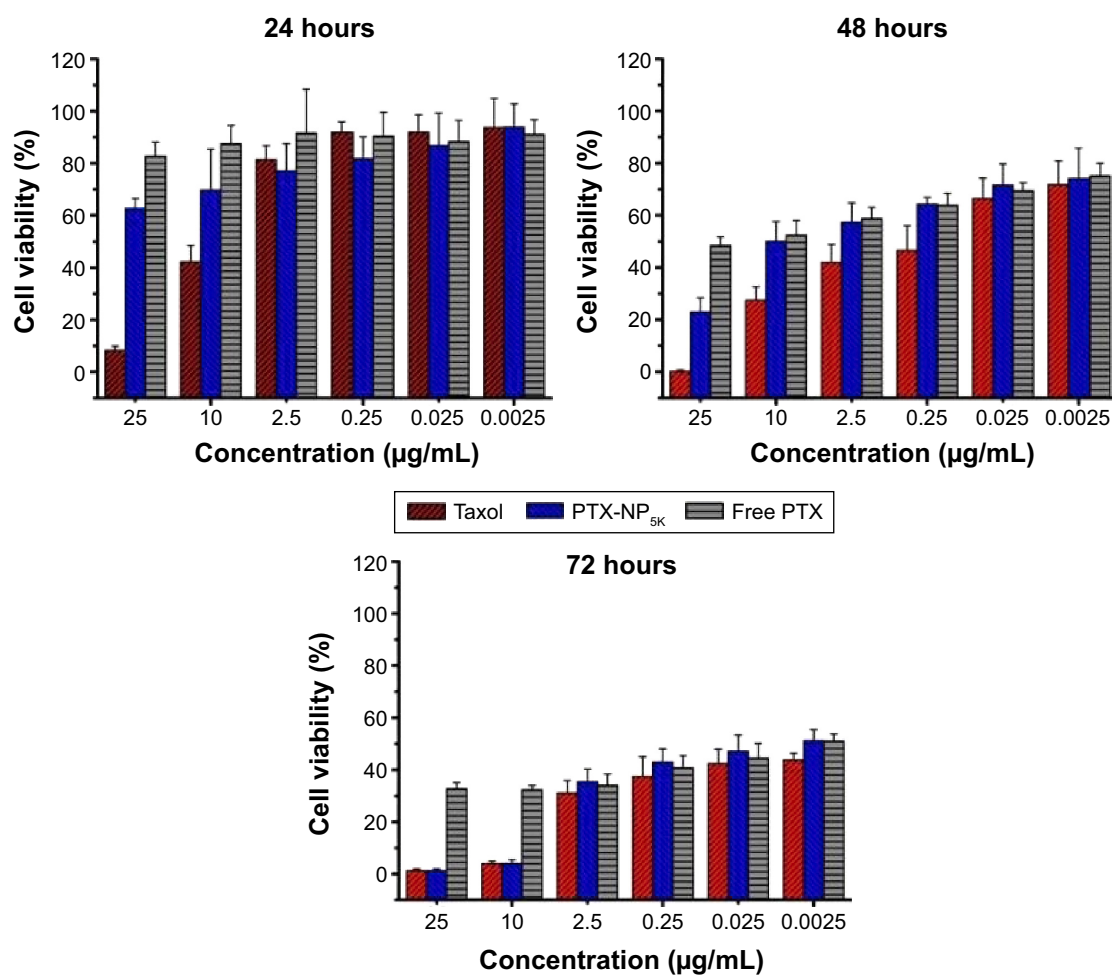 24 hours
120
100
80
60
40
20
0
Cell viability (%)
25 10 2.5 0.25 0.025 0.0025
Concentration (µg/mL)
48 hours
120
100
80
60
40
20
0
Cell viability (%)
25 10 2.5 0.25 0.025 0.0025
Concentration (µg/mL)
Taxol PTX-NP5K Free PTX
72 hours
120
100
80
60
40
20
0
Cell viability (%)
25 10 2.5 0.25 0.025 0.0025
Concentration (µg/mL)